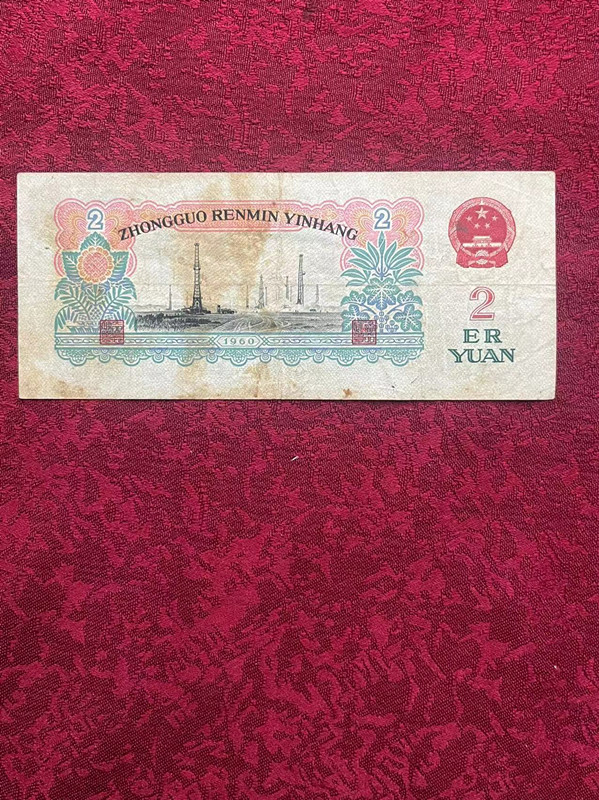 2
ZHONGGUO RENMIN YINHANG
2
1960
2
ER
YUAN